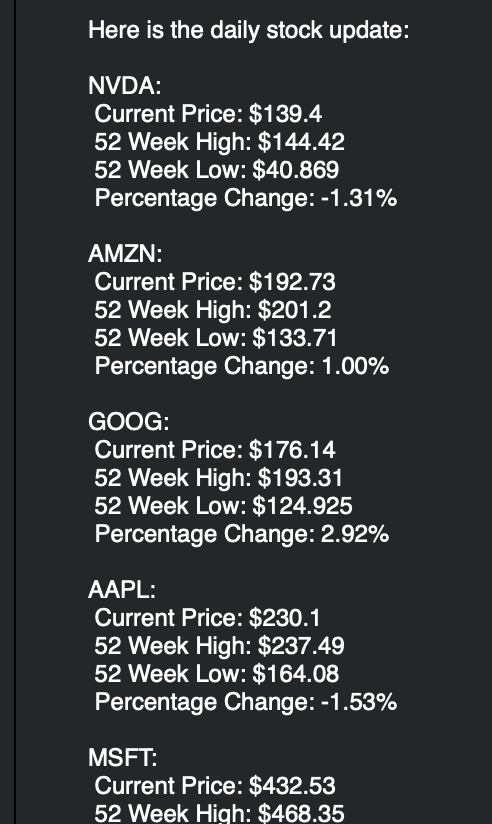 Here is the daily stock update:
NVDA:
Current Price: $139.4
52 Week High: $144.42
52 Week Low: $40.869
Percentage Change: -1.31%
AMZN:
Current Price: $192.73
52 Week High: $201.2
52 Week Low: $133.71
Percentage Change: 1.00%
GOOG:
Current Price: $176.14
52 Week High: $193.31
52 Week Low: $124.925
Percentage Change: 2.92%
AAPL:
Current Price: $230.1
52 Week High: $237.49
52 Week Low: $164.08
Percentage Change: -1.53%
MSFT:
Current Price: $432.53
52 Week High: $468.35